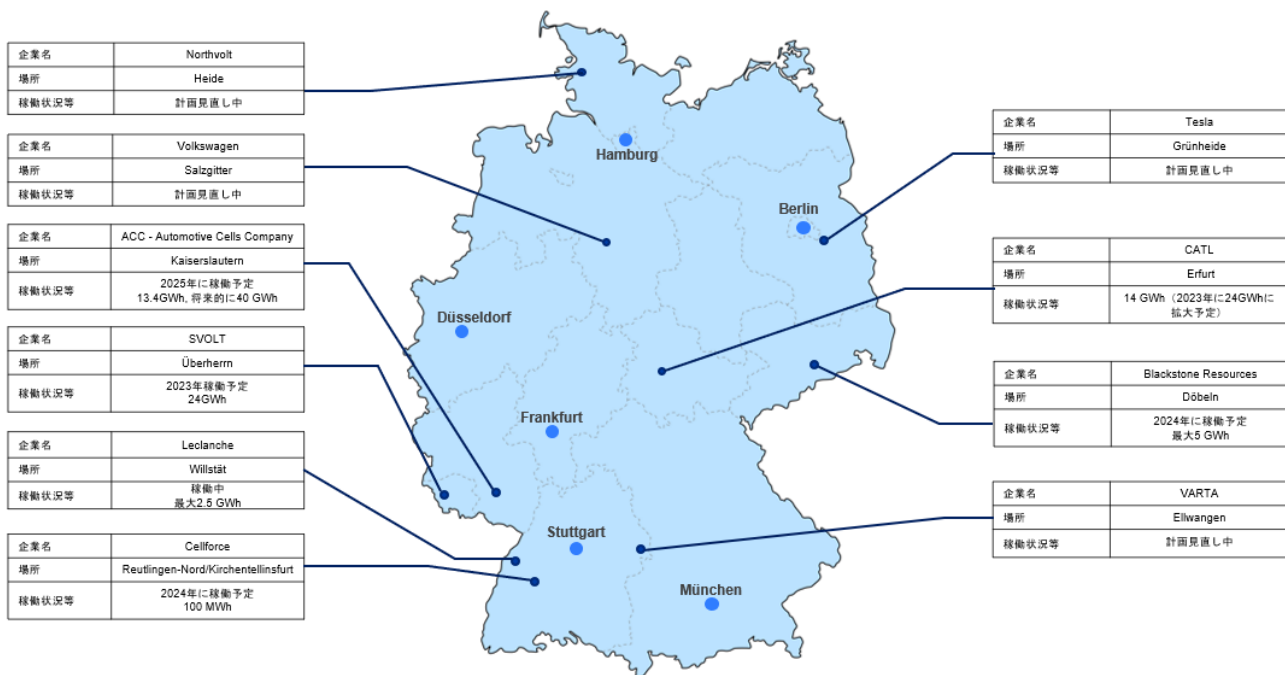 企業名 Northvolt
場所 Heide
稼働状況等 計画見直し中
企業名 Volkswagen
場所 Salzgitter
稼働状況等 計画見直し中
企業名 ACC - Automotive Cells Company
場所 Kaiserslautern
稼働状況等 2025年に稼働予定
13.4GWh, 将来的に40 GWh
企業名 SVOLT
場所 Überherrn
稼働状況等 2023年稼働予定
24GWh
企業名 Leclanche
場所 Willstät
稼働状況等 稼働中
最大2.5 GWh
企業名 Cellforce
場所 Reutlingen-Nord/Kirchentellinsfurt
稼働状況等 2024年に稼働予定
100 MWh
Hamburg
Berlin
Düsseldorf
Frankfurt
Stuttgart
München
企業名 Tesla
場所 Grünheide
稼働状況等 計画見直し中
企業名 CATL
場所 Erfurt
稼働状況等 14 GWh（2023年に24GWhに
拡大予定）
企業名 Blackstone Resources
場所 Döbeln
稼働状況等 2024年に稼働予定
最大5 GWh
企業名 VARTA
場所 Ellwangen
稼働状況等 計画見直し中